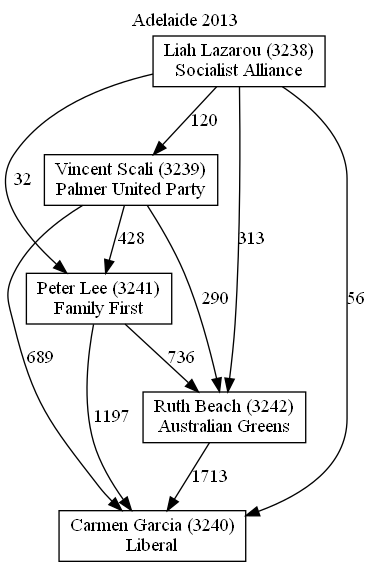 Adelaide 2013
Liah Lazarou (3238)
Socialist Alliance
120
Vincent Scali (3239)
Palmer United Party
32
428
313
Peter Lee (3241)
Family First
290
56
689
736
1197
Ruth Beach (3242)
Australian Greens
1713
Carmen Garcia (3240)
Liberal